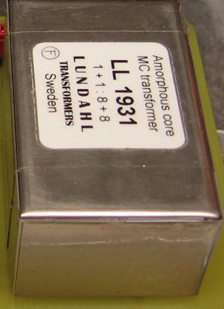 Amorphous core
MC transformer
LL 1931
1 + 1 : 8 + 8
LUNDAHL
TRANSFORMERS
Sweden
F